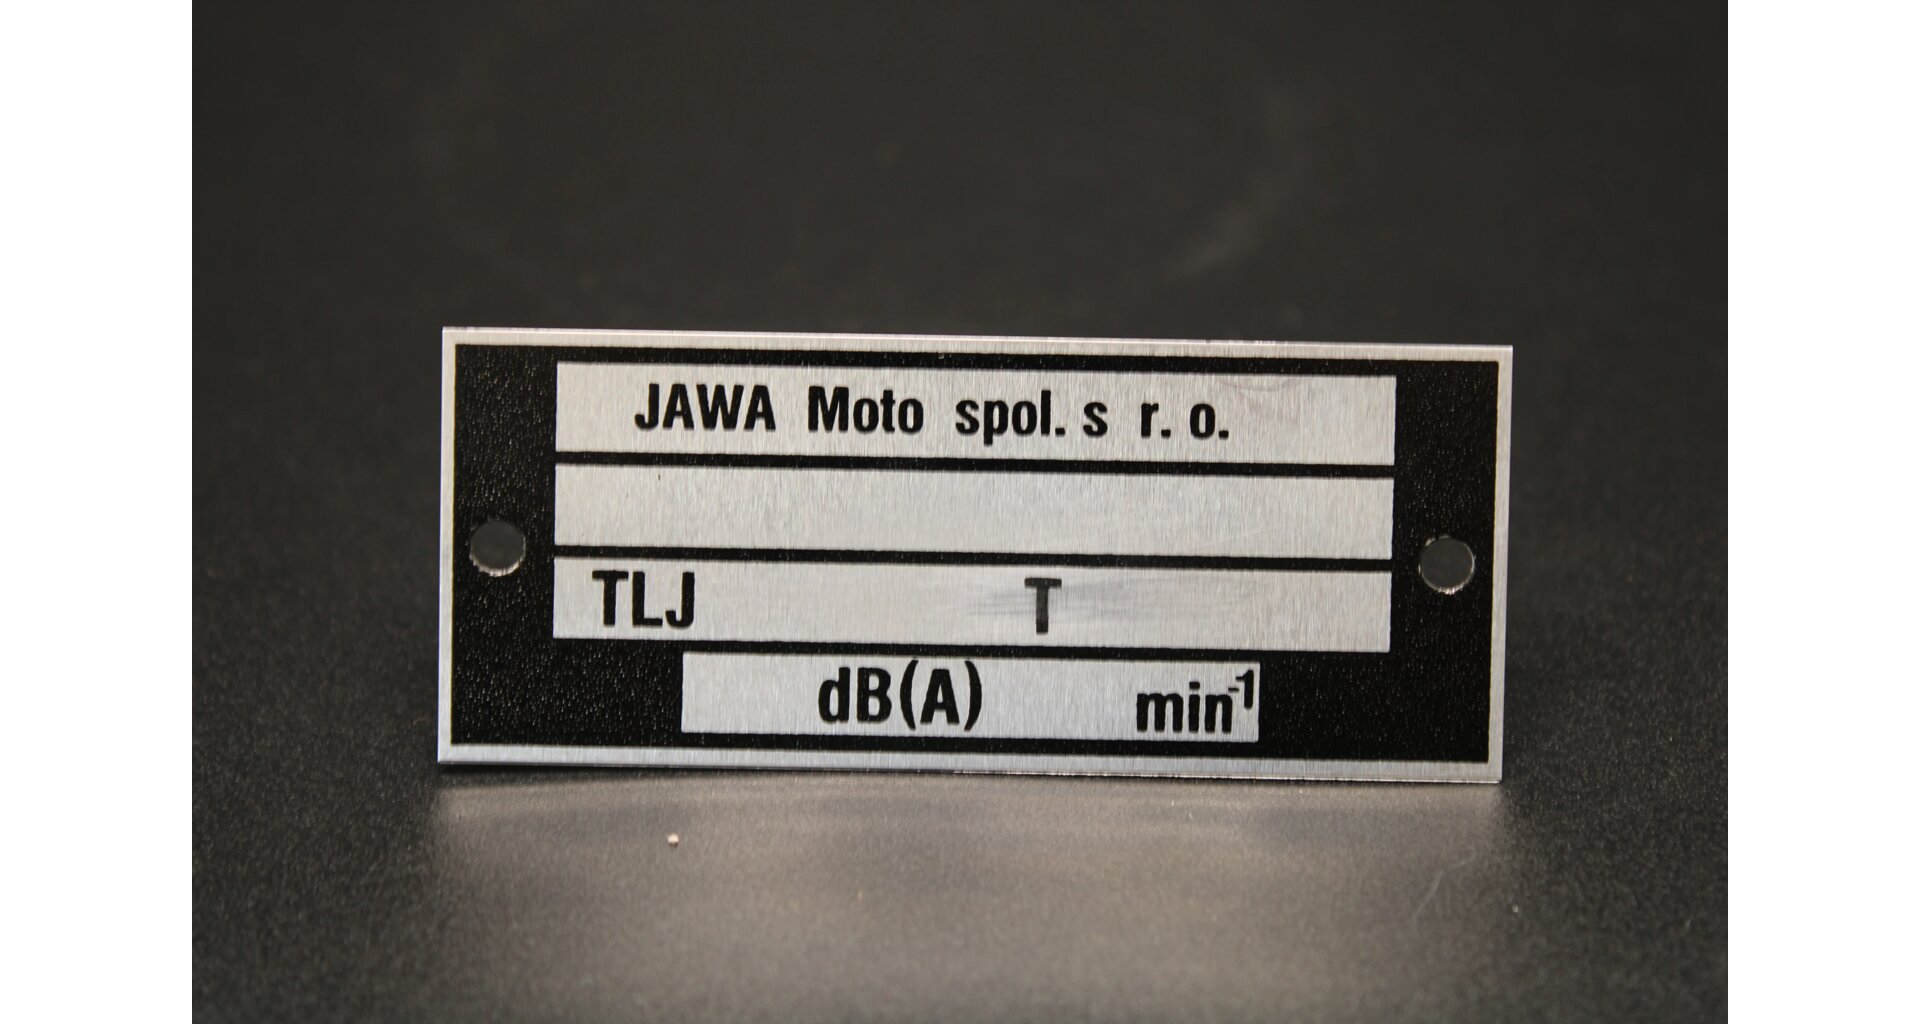 JAWA Moto spol. s r. o.
TLJ T
dB(A) min-1